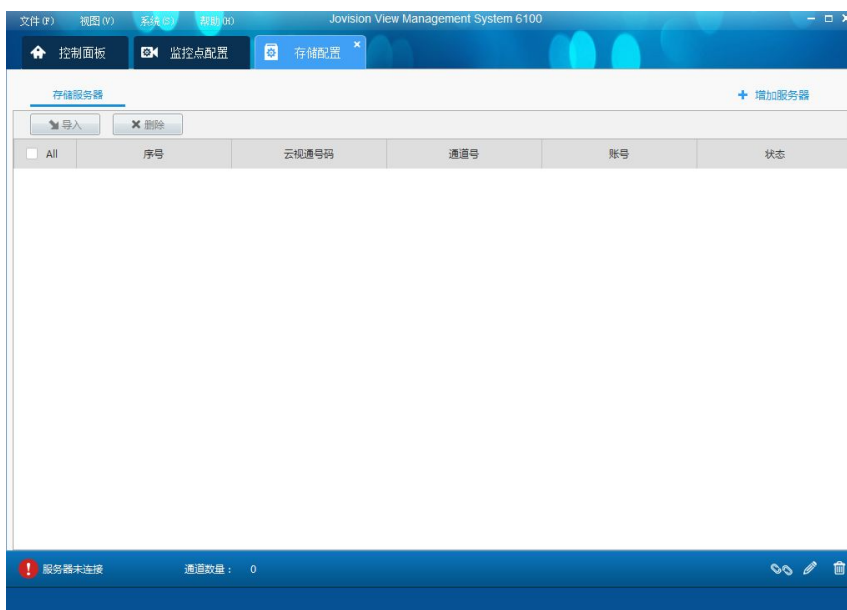 文件(F) 视图(V) 系统(S) 帮助(H) Jovision View Management System 6100
控制面板 监控点配置 存储配置
存储服务器 增加服务器
导入 删除
All 序号 云视通号码 通道号 账号 状态
服务器未连接 通道数量： 0